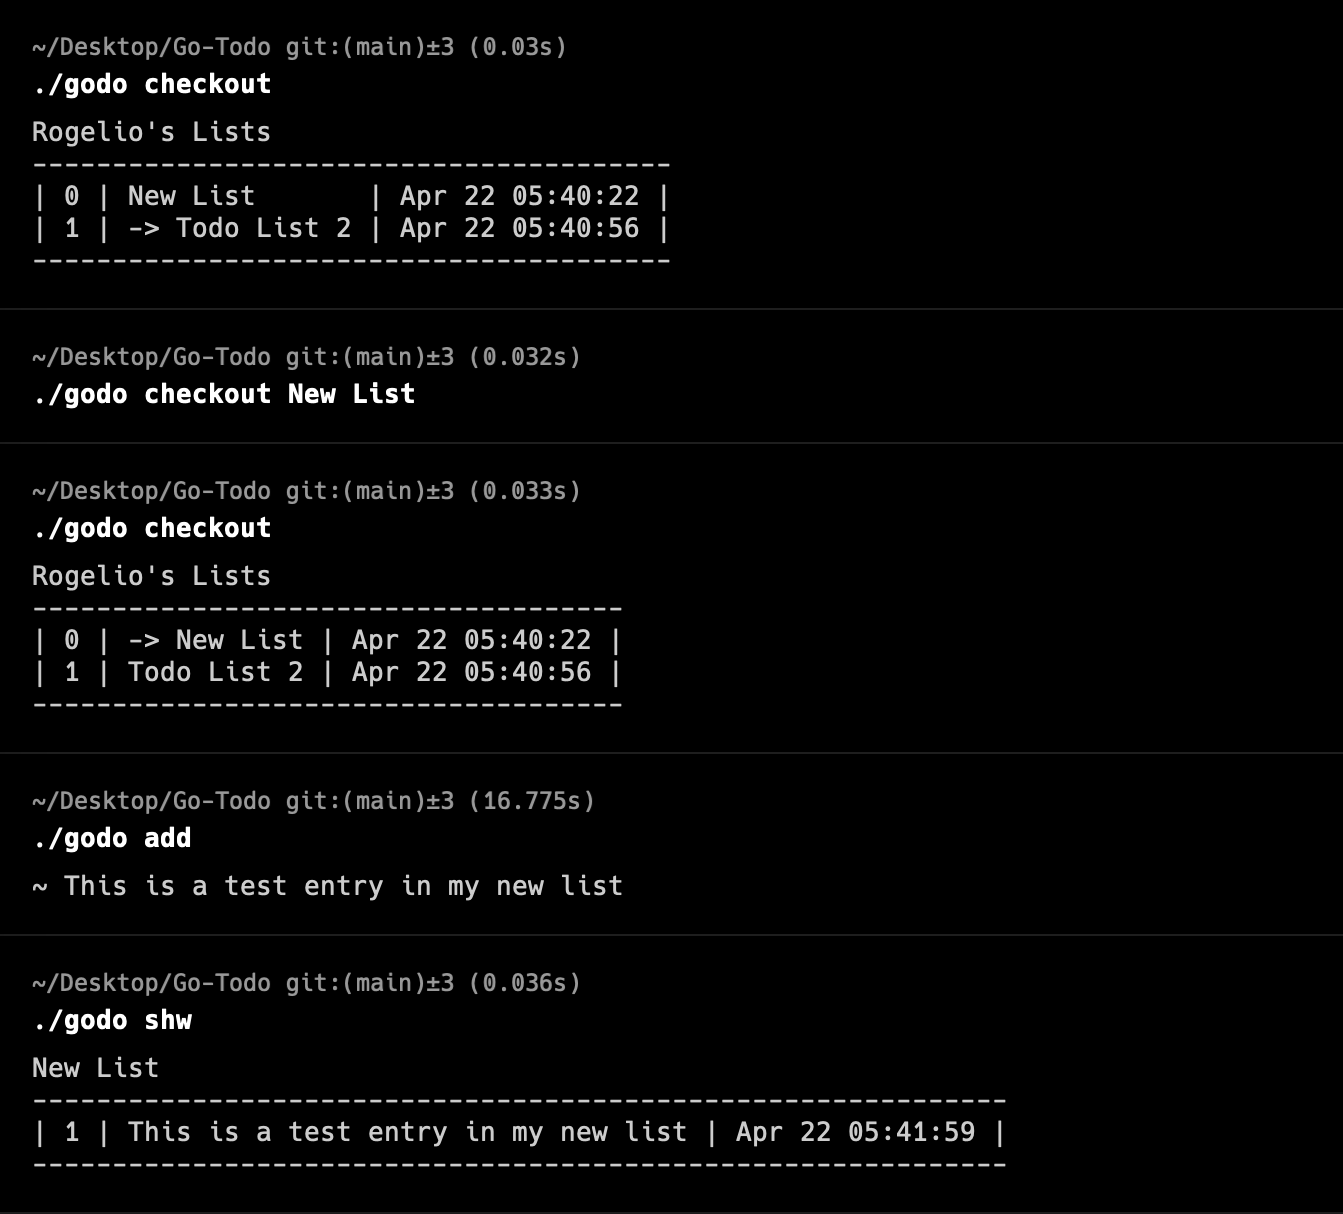 ~/Desktop/Go-Todo git:(main)±3 (0.03s)
./godo checkout
Rogelio's Lists
----------------------------------------
| 0 | New List       | Apr 22 05:40:22 |
| 1 | -> Todo List 2 | Apr 22 05:40:56 |
----------------------------------------
~/Desktop/Go-Todo git:(main)±3 (0.032s)
./godo checkout New List
~/Desktop/Go-Todo git:(main)±3 (0.033s)
./godo checkout
Rogelio's Lists
-------------------------------------
| 0 | -> New List | Apr 22 05:40:22 |
| 1 | Todo List 2 | Apr 22 05:40:56 |
-------------------------------------
~/Desktop/Go-Todo git:(main)±3 (16.775s)
./godo add
~ This is a test entry in my new list
~/Desktop/Go-Todo git:(main)±3 (0.036s)
./godo shw
New List
-------------------------------------------------------------
| 1 | This is a test entry in my new list | Apr 22 05:41:59 |
-------------------------------------------------------------